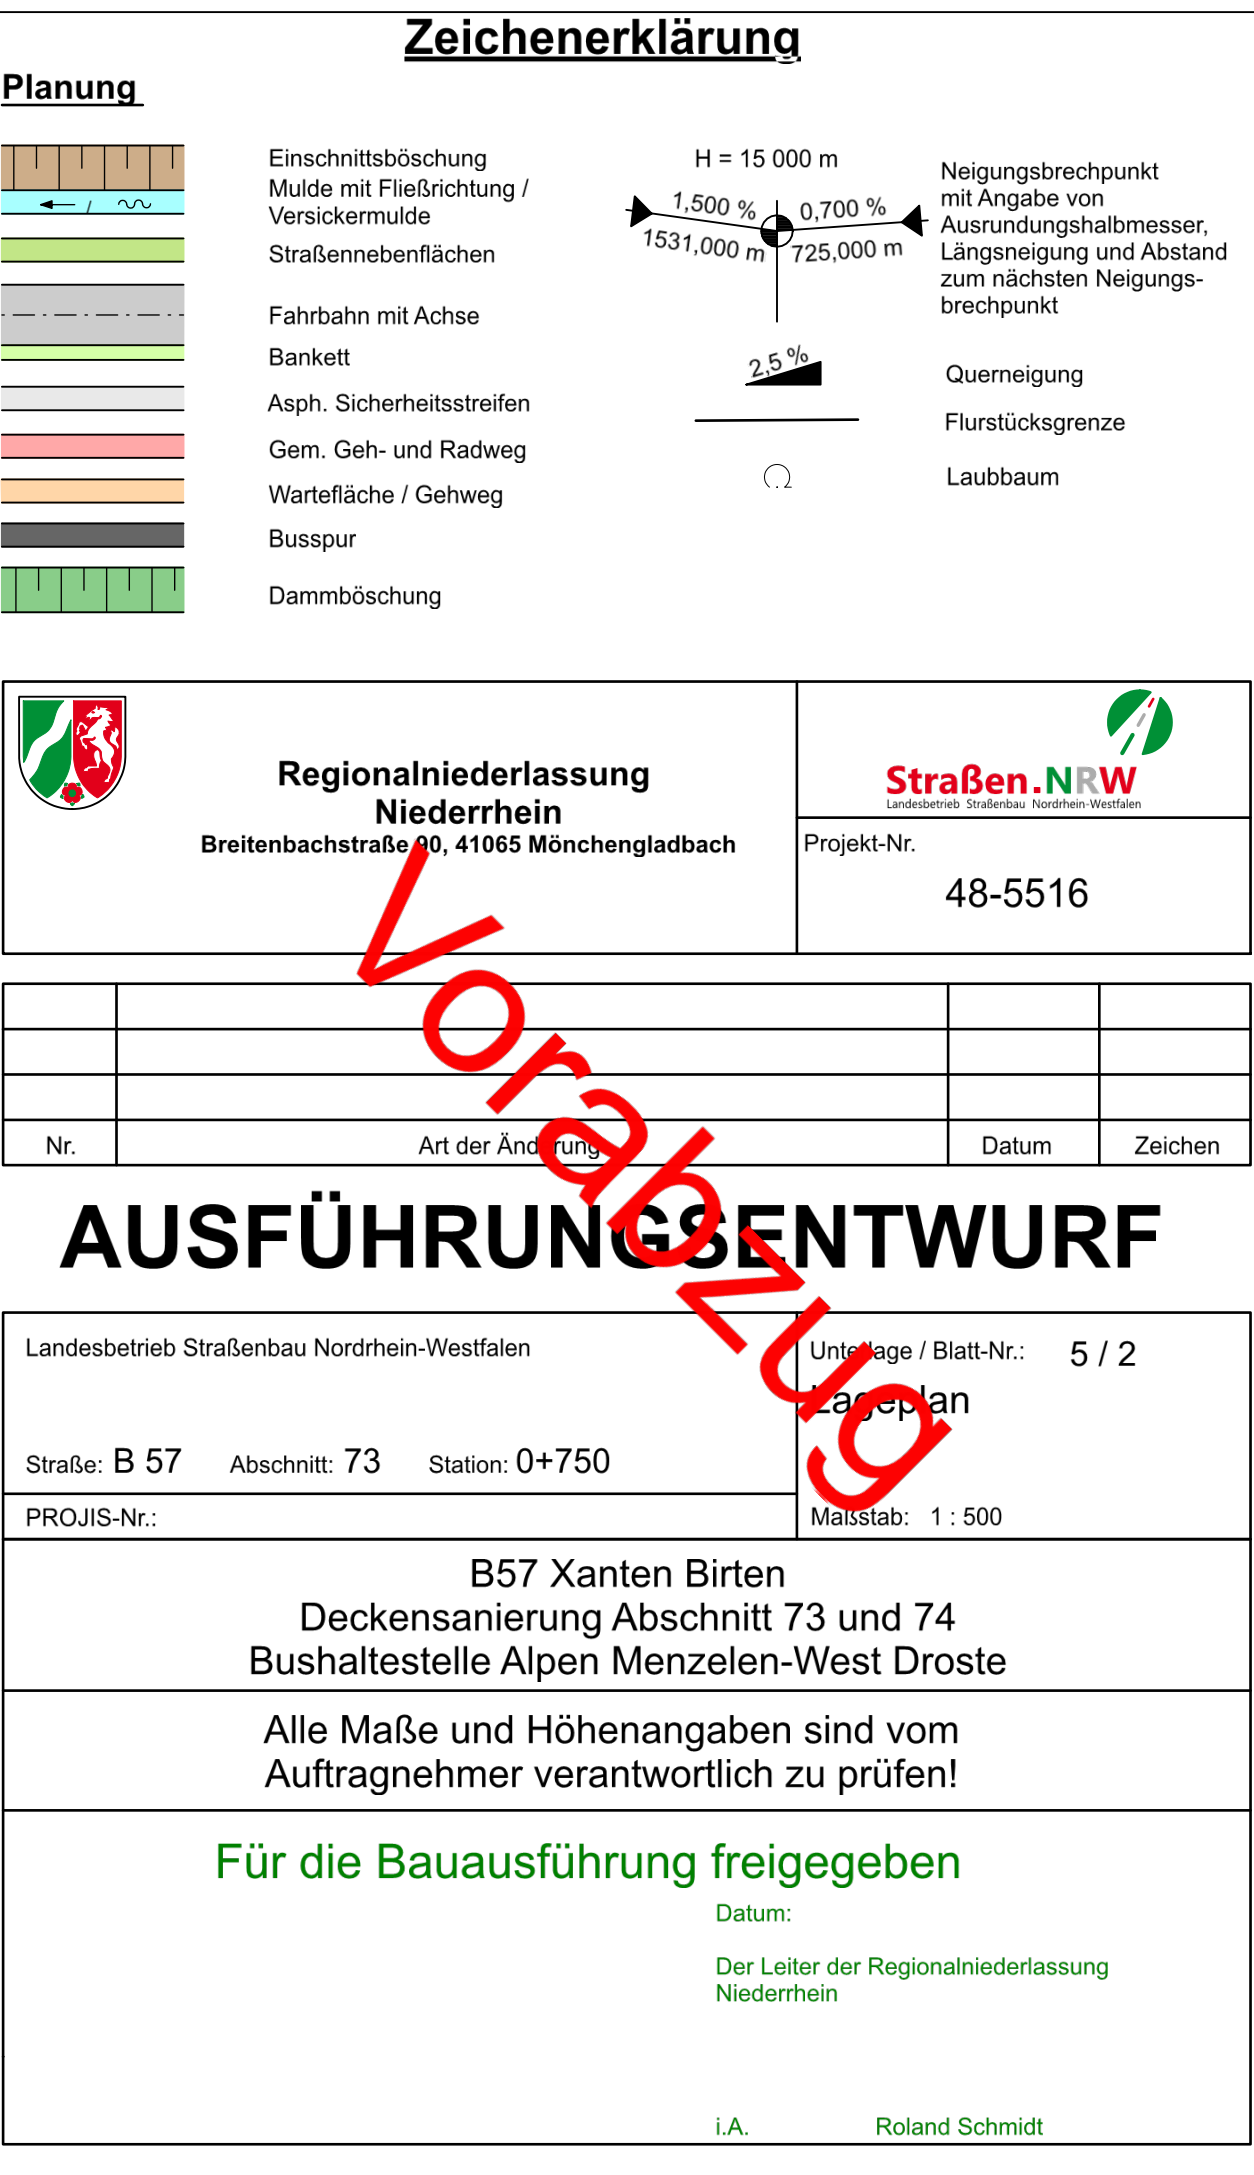 Zeichenerklärung
Planung
Einschnittsböschung
Mulde mit Fließrichtung /
Versickermulde
Straßennebenflächen
Fahrbahn mit Achse
Bankett
Asph. Sicherheitsstreifen
Gem. Geh- und Radweg
Wartefläche / Gehweg
Busspur
Dammböschung
H = 15 000 m
1,500 % 0,700 %
1531,000 m 725,000 m
Neigungsbrechpunkt
mit Angabe von
Ausrundungshalbmesser,
Längsneigung und Abstand
zum nächsten Neigungs-
brechpunkt
2,5 %
Querneigung
Flurstücksgrenze
Laubbaum
Regionalniederlassung
Niederrhein
Breitenbachstraße 90, 41065 Mönchengladbach
Straßen.NRW
Landesbetrieb Straßenbau Nordrhein-Westfalen
Projekt-Nr.
48-5516
Vorabzug
Nr. Art der Änderung Datum Zeichen
AUSFÜHRUNGSENTWURF
Landesbetrieb Straßenbau Nordrhein-Westfalen
Straße: B 57 Abschnitt: 73 Station: 0+750
PROJIS-Nr.:
Unterlage / Blatt-Nr.: 5 / 2
Lageplan
Maßstab: 1 : 500
B57 Xanten Birten
Deckensanierung Abschnitt 73 und 74
Bushaltestelle Alpen Menzelen-West Droste
Alle Maße und Höhenangaben sind vom
Auftragnehmer verantwortlich zu prüfen!
Für die Bauausführung freigegeben
Datum:
Der Leiter der Regionalniederlassung
Niederrhein
i.A. Roland Schmidt